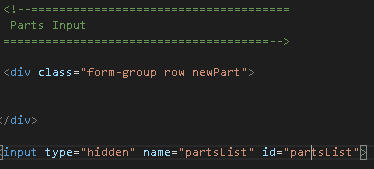 <!--=====================================
Parts Input
======================================-->
<div class="form-group row newPart">
</div>
<input type="hidden" name="partsList" id="partsList">